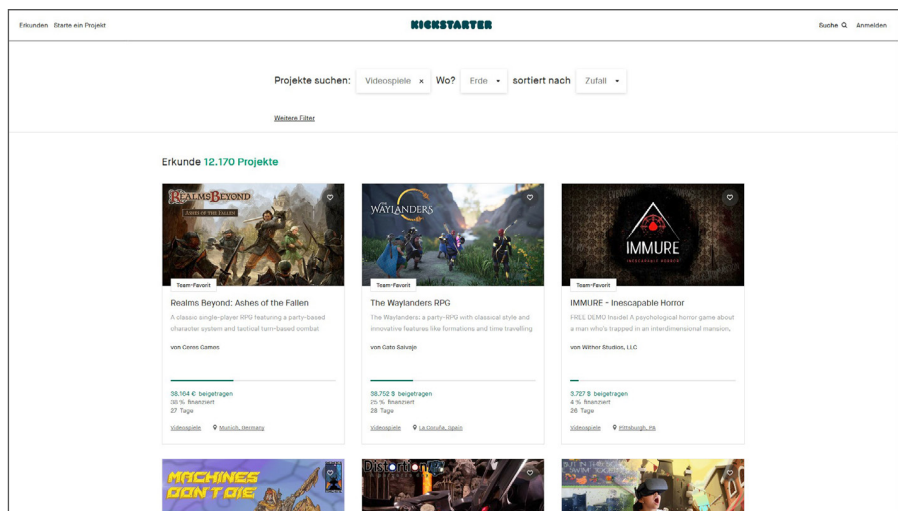 Erkunden Starte ein Projekt
KICKSTARTER
Suche Anmelden
Projekte suchen: Videospiele × Wo? Erde sortiert nach Zufall
Weitere Filter
Erkunde 12.170 Projekte
REALMS BEYOND
ASHES OF THE FALLEN
Team-Favorit
Realms Beyond: Ashes of the Fallen
A classic single-player RPG featuring a party-based
character system and tactical turn-based combat
von Ceres Games
38.164 € beigetragen
38 % finanziert
27 Tage
Videospiele Munich, Germany
THE
WAYLANDERS
Team-Favorit
The Waylanders RPG
The Waylanders: a party-RPG with classical style and
innovative features like formations and time travelling
von Gato Salvaje
38.752 $ beigetragen
25 % finanziert
28 Tage
Videospiele La Coruña, Spain
IMMURE
INESCAPABLE HORROR
Team-Favorit
IMMURE - Inescapable Horror
FREE DEMO Inside! A psychological horror game about
a man who's trapped in an interdimensional mansion,
von Wither Studios, LLC
3.727 $ beigetragen
4 % finanziert
26 Tage
Videospiele Pittsburgh, PA
MACHINES
DON'T DIE